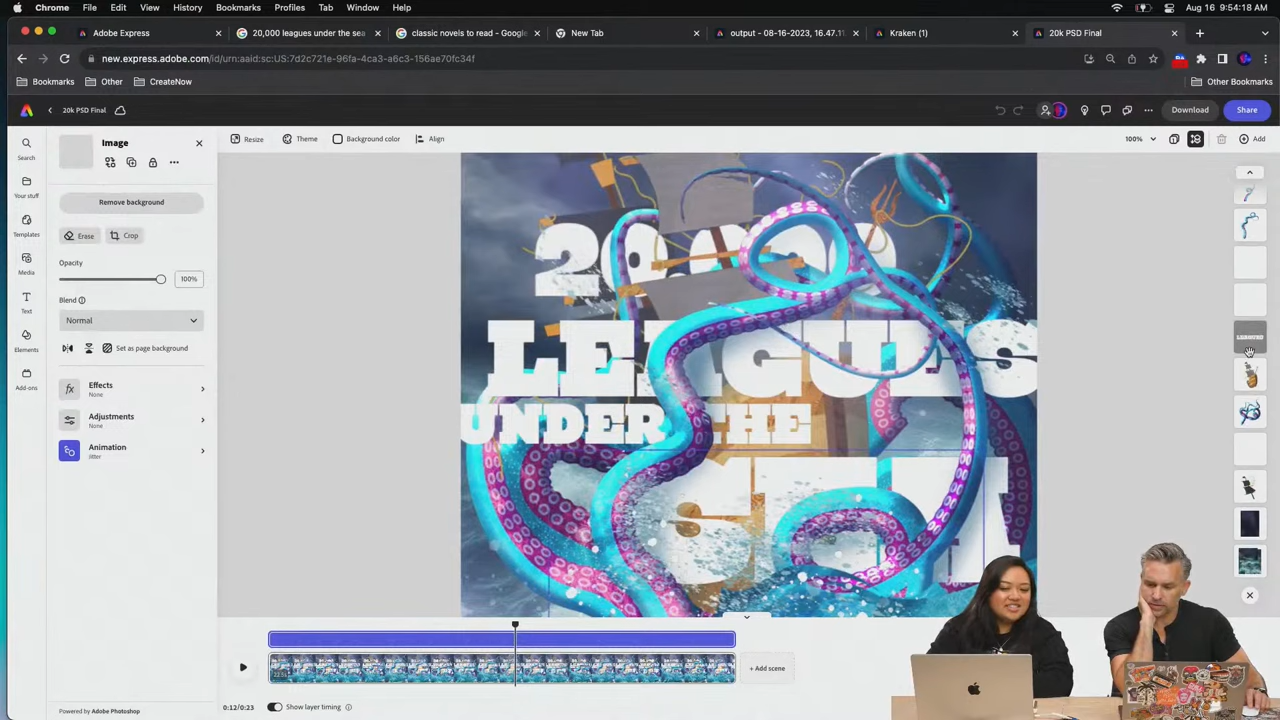 Chrome File Edit View History Bookmarks Profiles Tab Window Help
Aug 16 9:54:18 AM
Adobe Express
20,000 leagues under the sea
classic novels to read - Google
New Tab
output - 08-16-2023, 16.47.11
Kraken (1)
20k PSD Final
new.express.adobe.com/id/urn:aaid:sc:US:7d2c721e-96fa-4ca3-a6c3-156ae70fc34f
Bookmarks Other CreateNow
Other Bookmarks
20k PSD Final
Download Share
Search
Your stuff
Templates
Media
Text
Elements
Add-ons
Image
Remove background
Erase Crop
Opacity
100%
Blend
Normal
Set as page background
Effects
None
Adjustments
None
Animation
Jitter
Powered by Adobe Photoshop
Resize Theme Background color Align
100%
Add
20,000
LEAGUES
UNDER THE
SEA
+ Add scene
0:12/0:23 Show layer timing